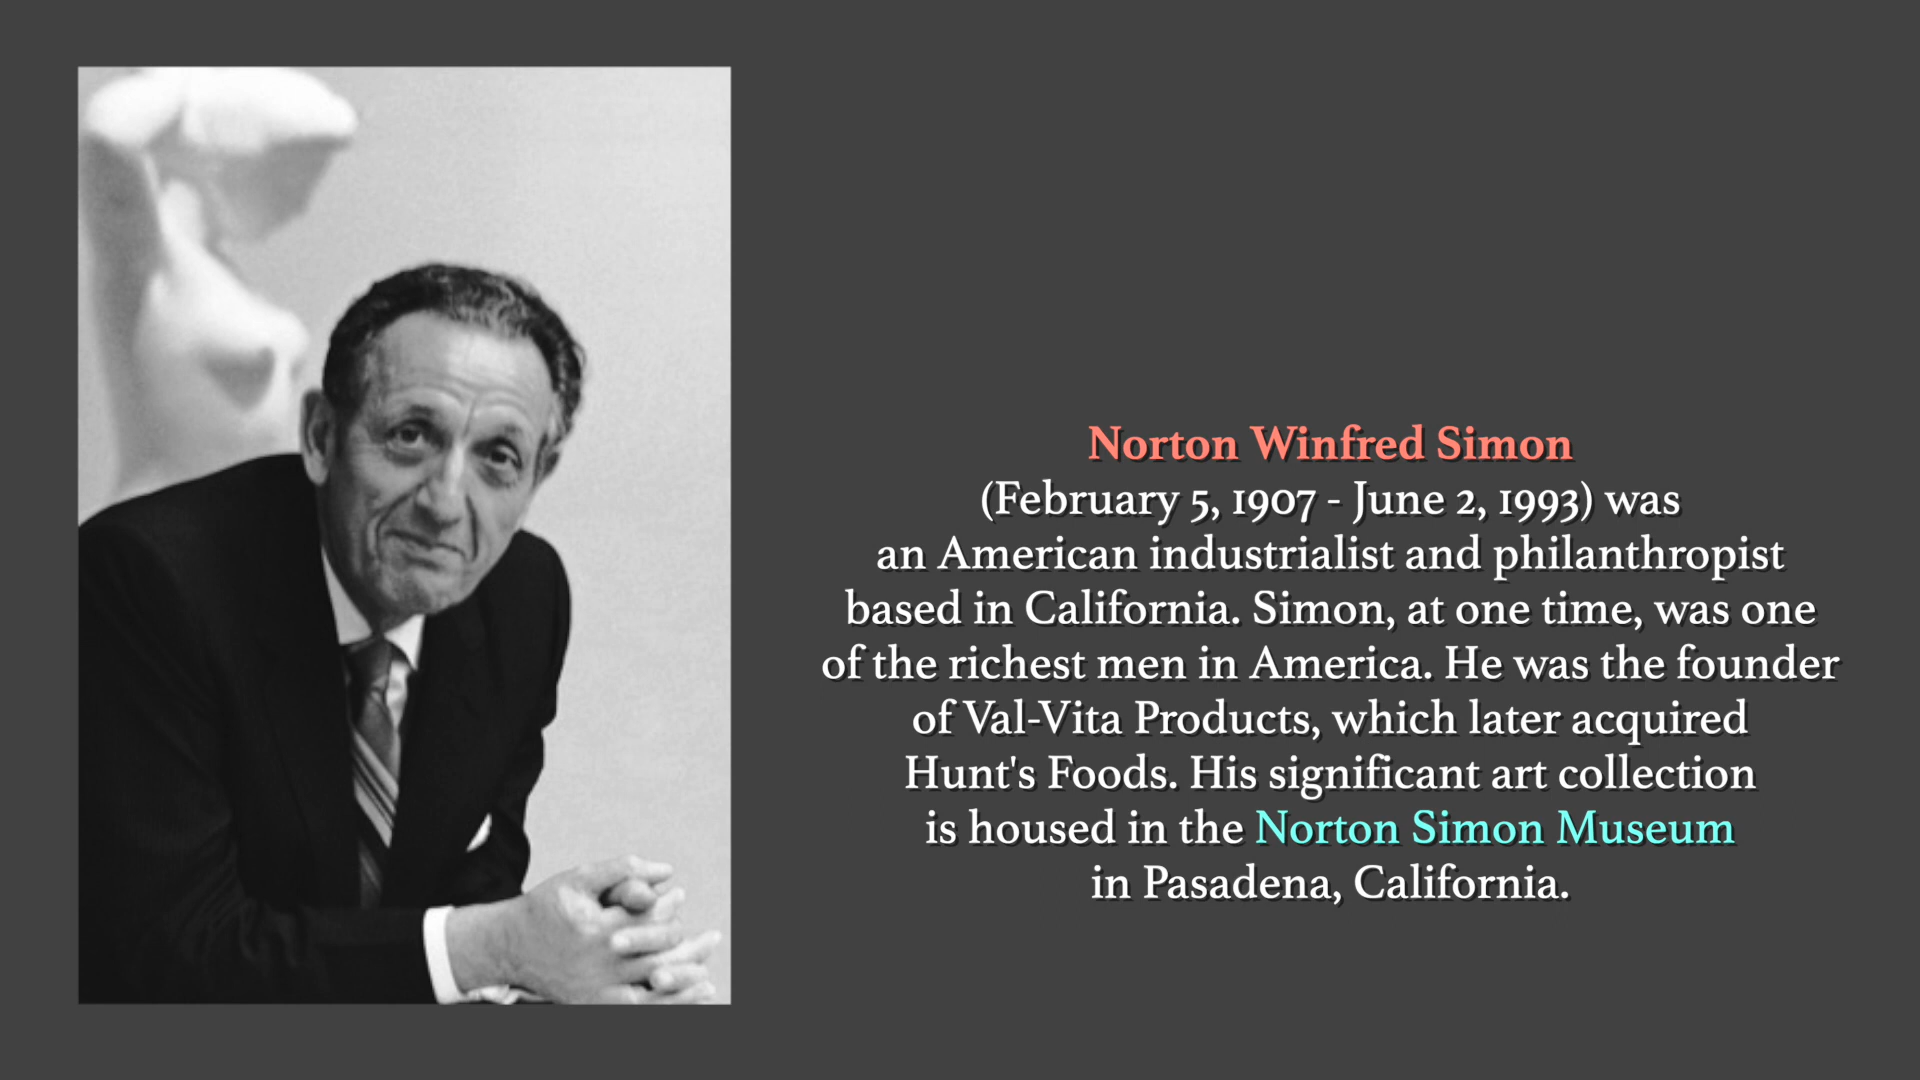 Norton Winfred Simon
(February 5, 1907 - June 2, 1993) was
an American industrialist and philanthropist
based in California. Simon, at one time, was one
of the richest men in America. He was the founder
of Val-Vita Products, which later acquired
Hunt's Foods. His significant art collection
is housed in the Norton Simon Museum
in Pasadena, California.